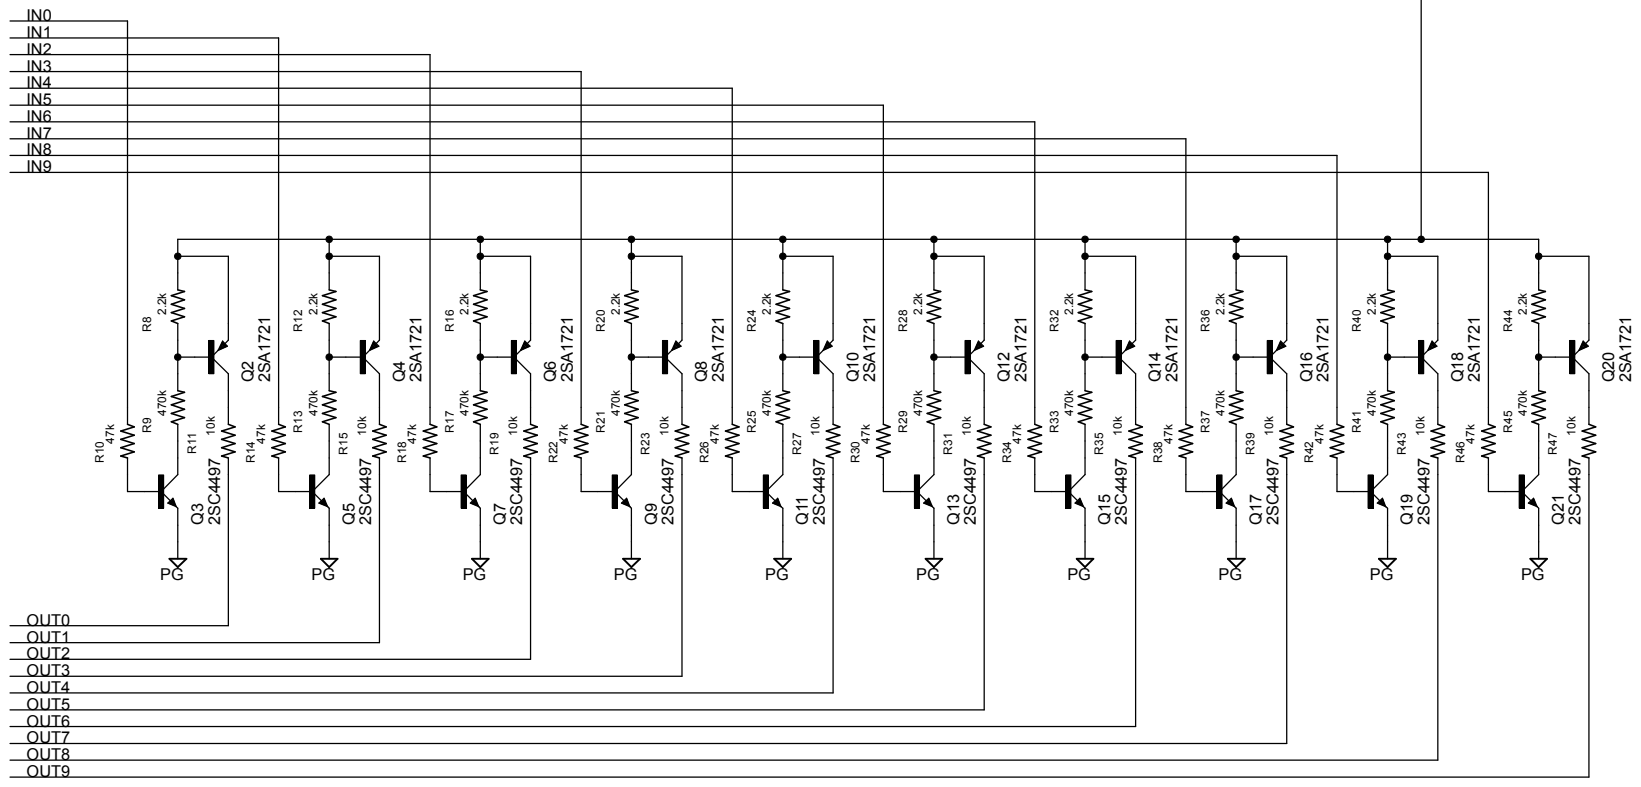 IN0
IN1
IN2
IN3
IN4
IN5
IN6
IN7
IN8
IN9
R8
2.2k
R12
2.2k
R16
2.2k
R20
2.2k
R24
2.2k
R28
2.2k
R32
2.2k
R36
2.2k
R40
2.2k
R44
2.2k
Q2
2SA1721
Q4
2SA1721
Q6
2SA1721
Q8
2SA1721
Q10
2SA1721
Q12
2SA1721
Q14
2SA1721
Q16
2SA1721
Q18
2SA1721
Q20
2SA1721
R10
47k
R9
470k
R11
10k
R14
47k
R13
470k
R15
10k
R18
47k
R17
470k
R19
10k
R22
47k
R21
470k
R23
10k
R26
47k
R25
470k
R27
10k
R30
47k
R29
470k
R31
10k
R34
47k
R33
470k
R35
10k
R38
47k
R37
470k
R39
10k
R42
47k
R41
470k
R43
10k
R46
47k
R45
470k
R47
10k
Q3
2SC4497
Q5
2SC4497
Q7
2SC4497
Q9
2SC4497
Q11
2SC4497
Q13
2SC4497
Q15
2SC4497
Q17
2SC4497
Q19
2SC4497
Q21
2SC4497
PG
PG
PG
PG
PG
PG
PG
PG
PG
PG
OUT0
OUT1
OUT2
OUT3
OUT4
OUT5
OUT6
OUT7
OUT8
OUT9